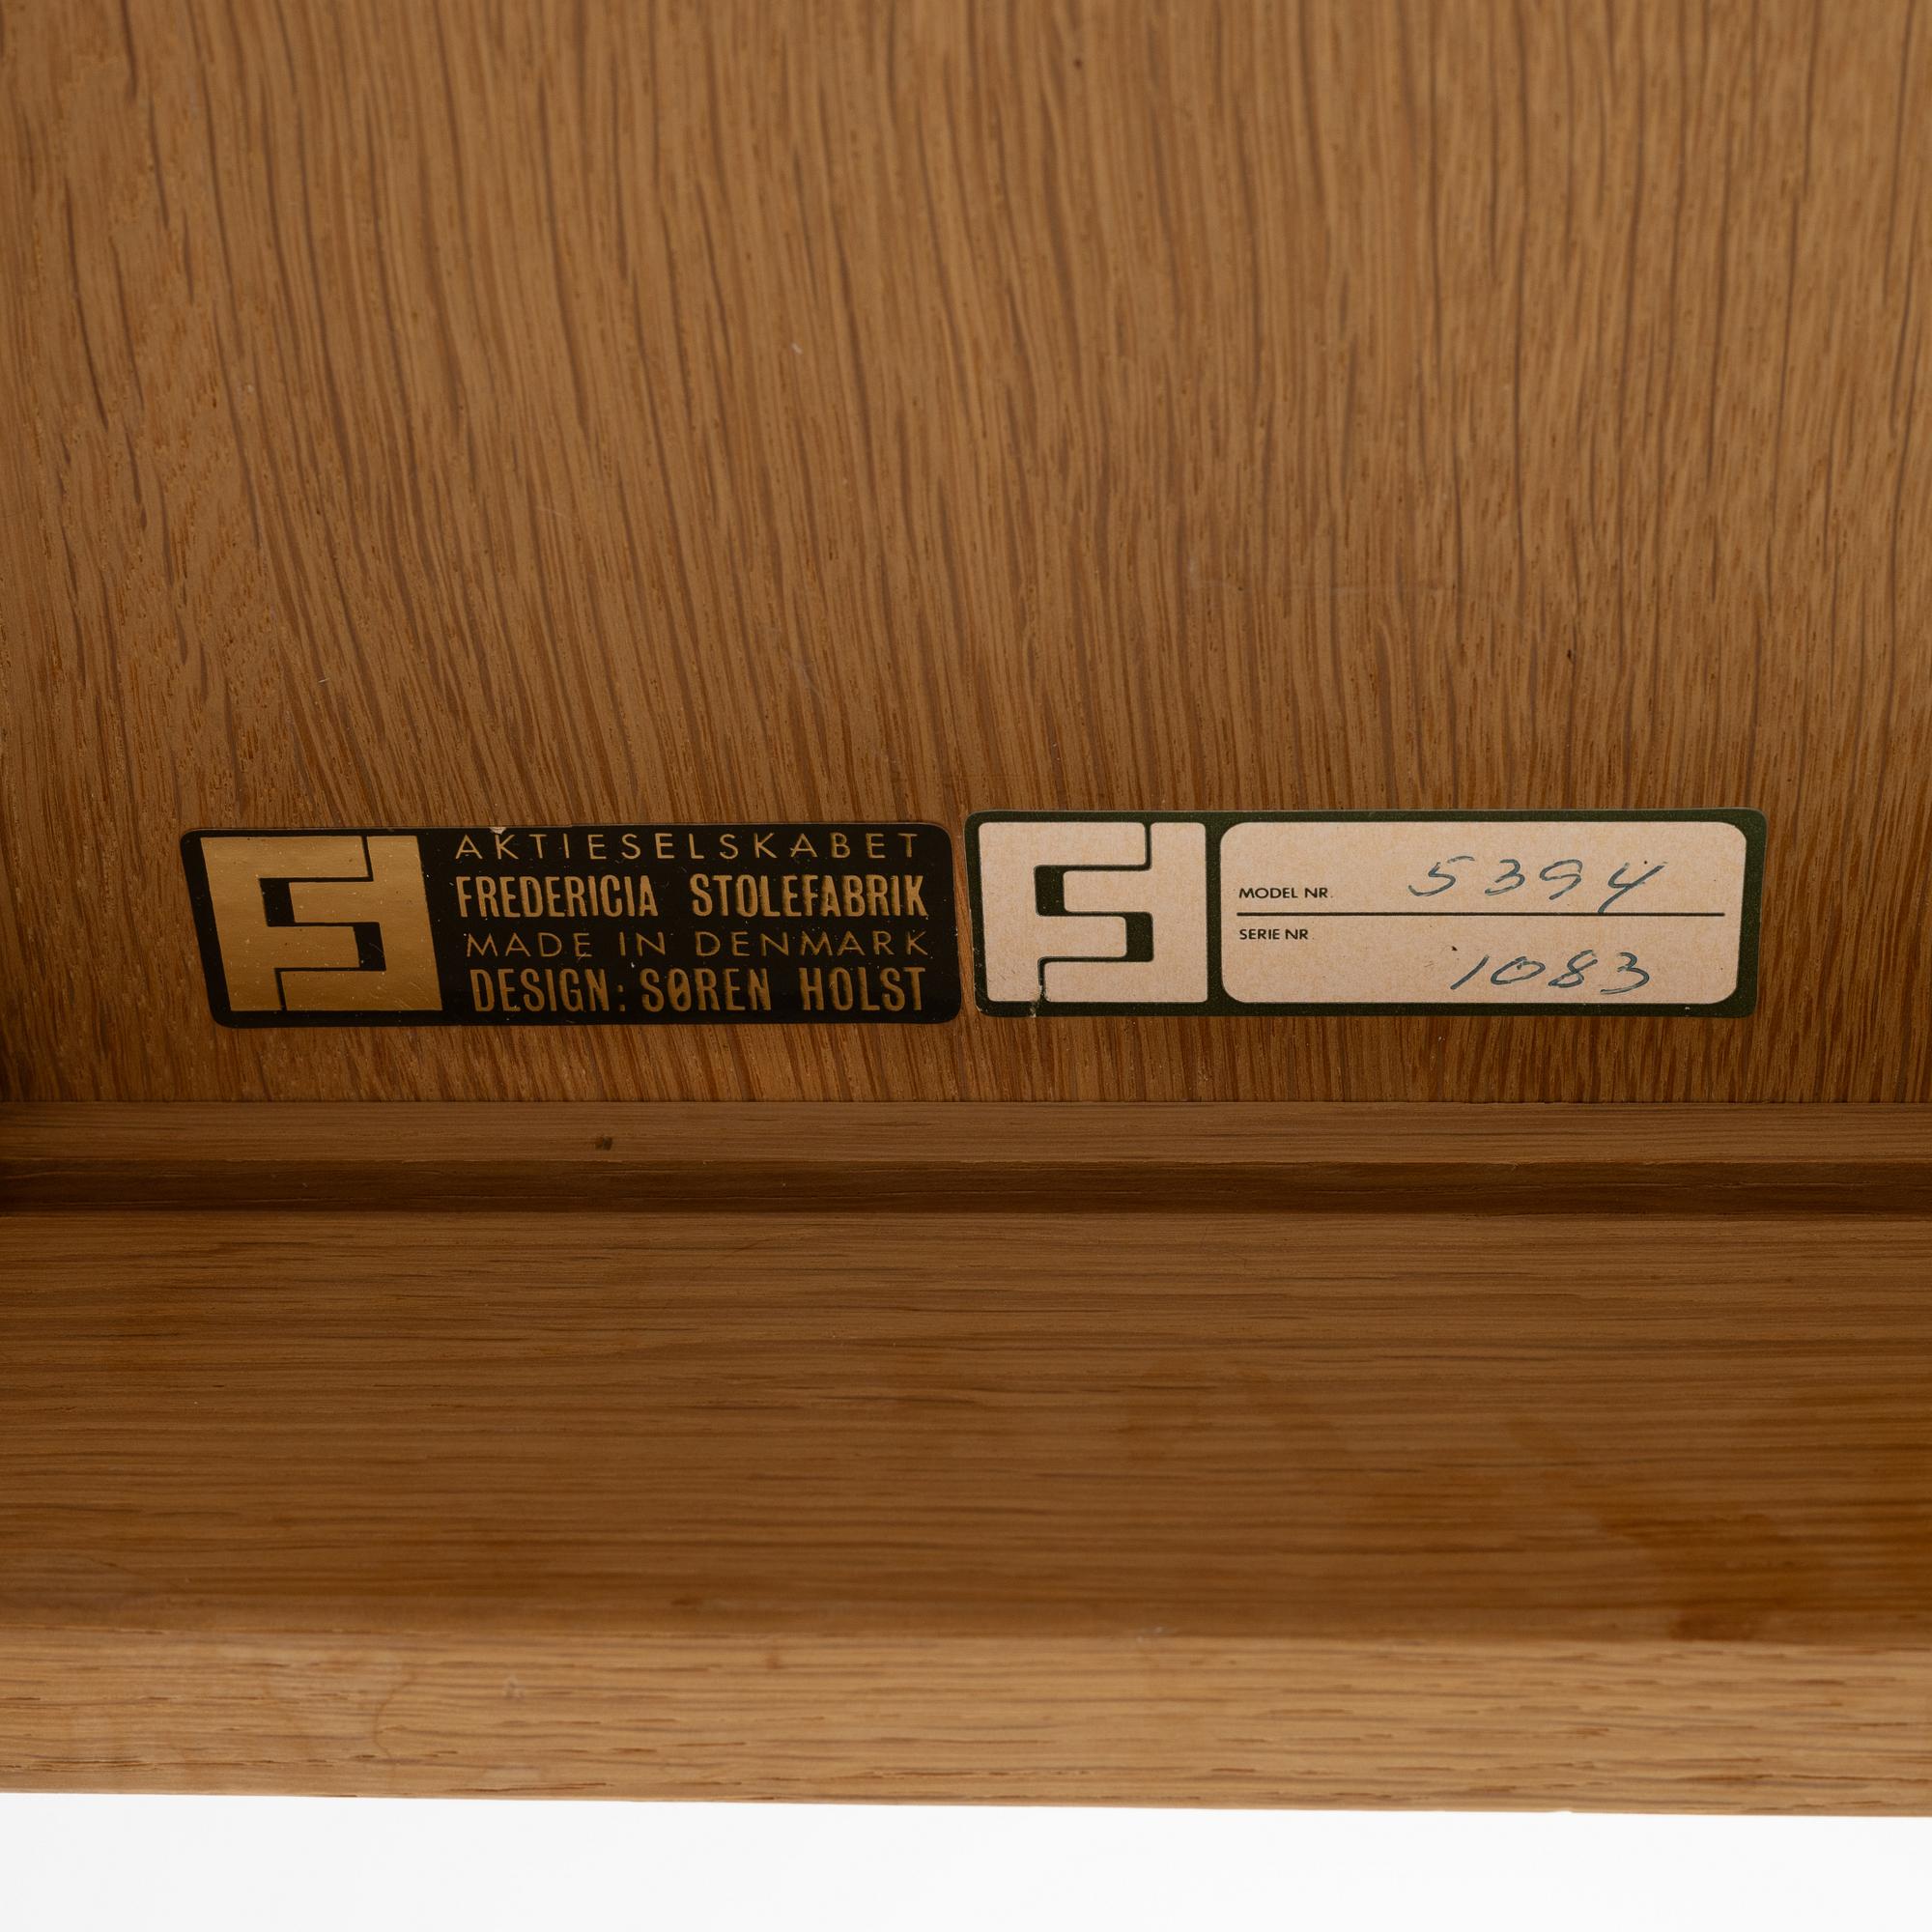 AKTIESELSKABET
FREDERICIA STOLEFABRIK
MADE IN DENMARK
DESIGN: SØREN HOLST
MODEL NR. 5394
SERIE NR 1083